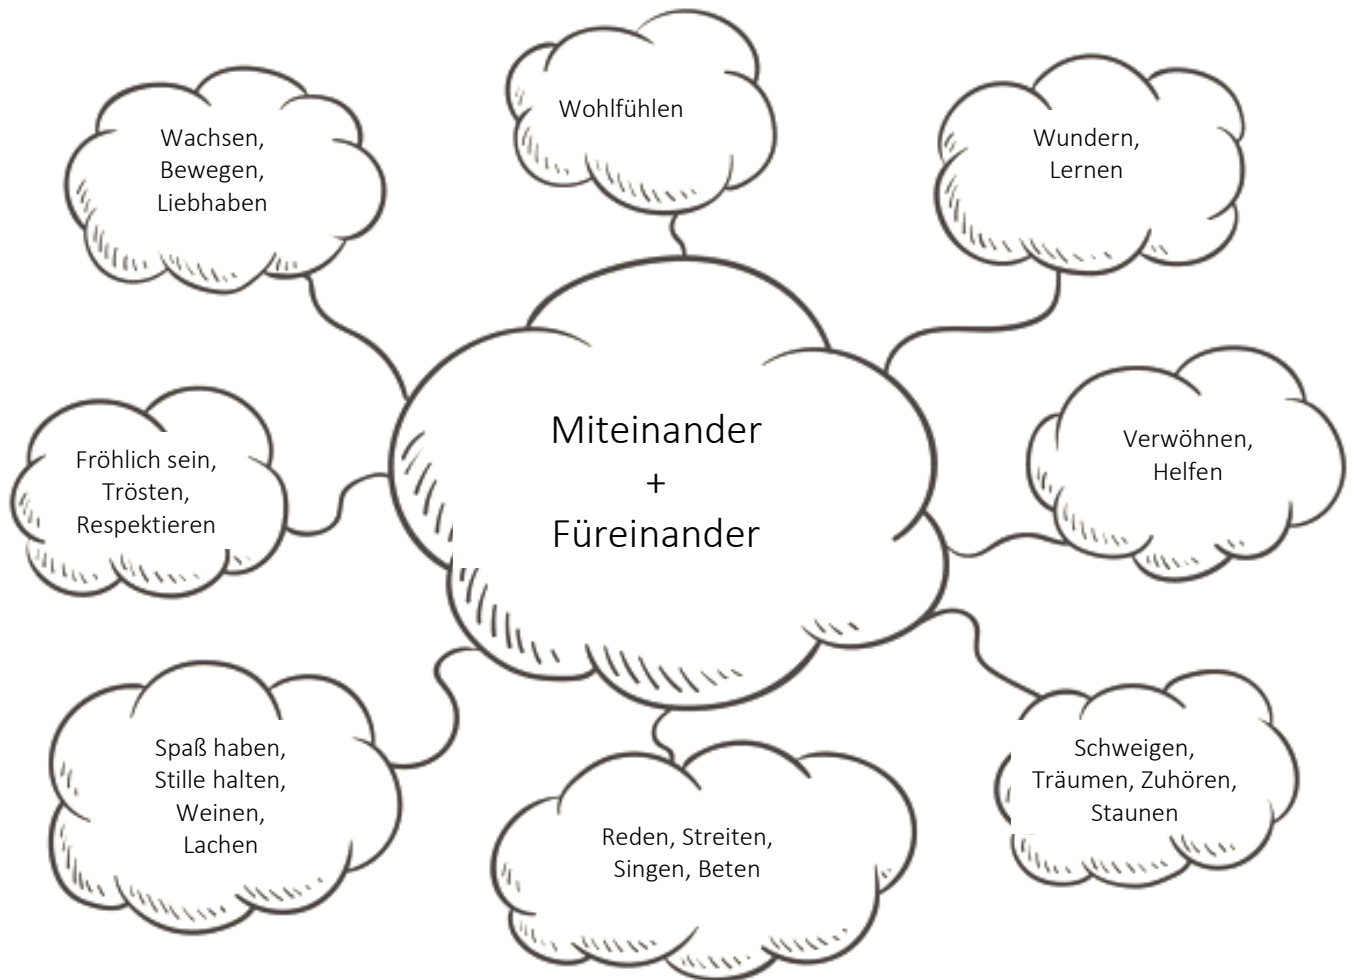 Wohlfühlen
Wachsen,
Bewegen,
Liebhaben
Wundern,
Lernen
Miteinander
+
Füreinander
Verwöhnen,
Helfen
Fröhlich sein,
Trösten,
Respektieren
Spaß haben,
Stille halten,
Weinen,
Lachen
Reden, Streiten,
Singen, Beten
Schweigen,
Träumen, Zuhören,
Staunen